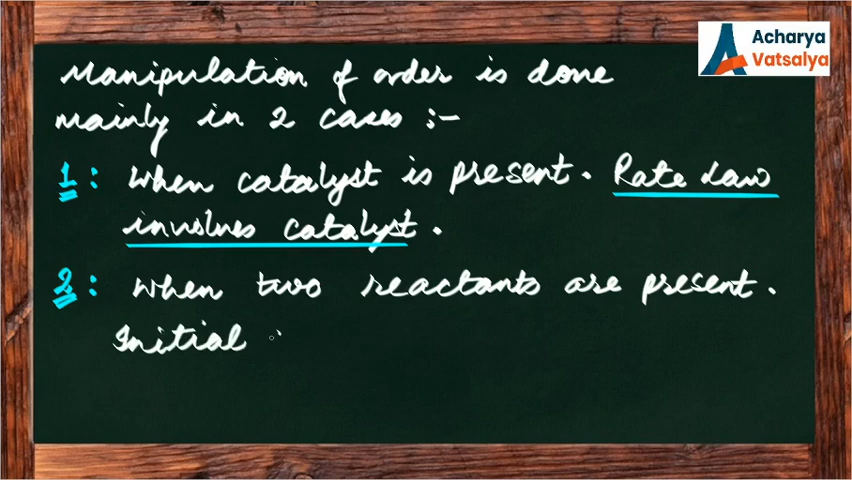 Acharya
Vatsalya
Manipulation of order is done
mainly in 2 cases :-
1: When catalyst is present. Rate Law
involves catalyst.
2: When two reactants are present.
Initial